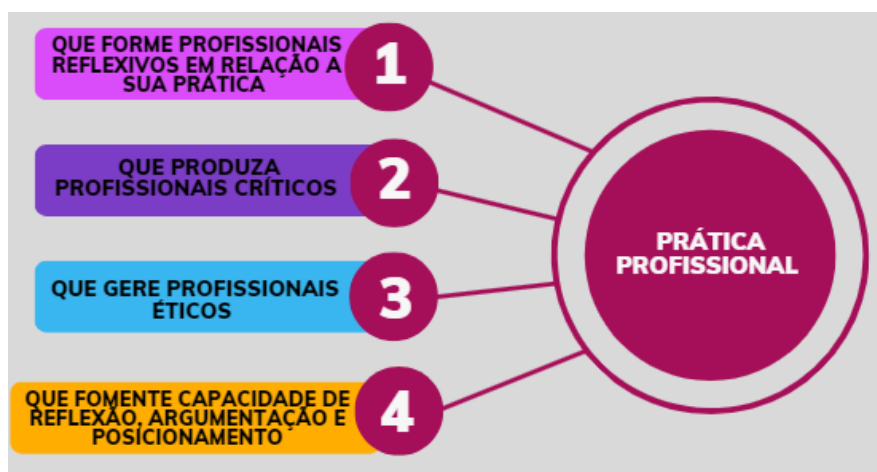 QUE FORME PROFISSIONAIS
REFLEXIVOS EM RELAÇÃO A
SUA PRÁTICA
1
QUE PRODUZA
PROFISSIONAIS CRÍTICOS
2
QUE GERE PROFISSIONAIS
ÉTICOS
3
QUE FOMENTE CAPACIDADE DE
REFLEXÃO, ARGUMENTAÇÃO E
POSICIONAMENTO
4
PRÁTICA
PROFISSIONAL